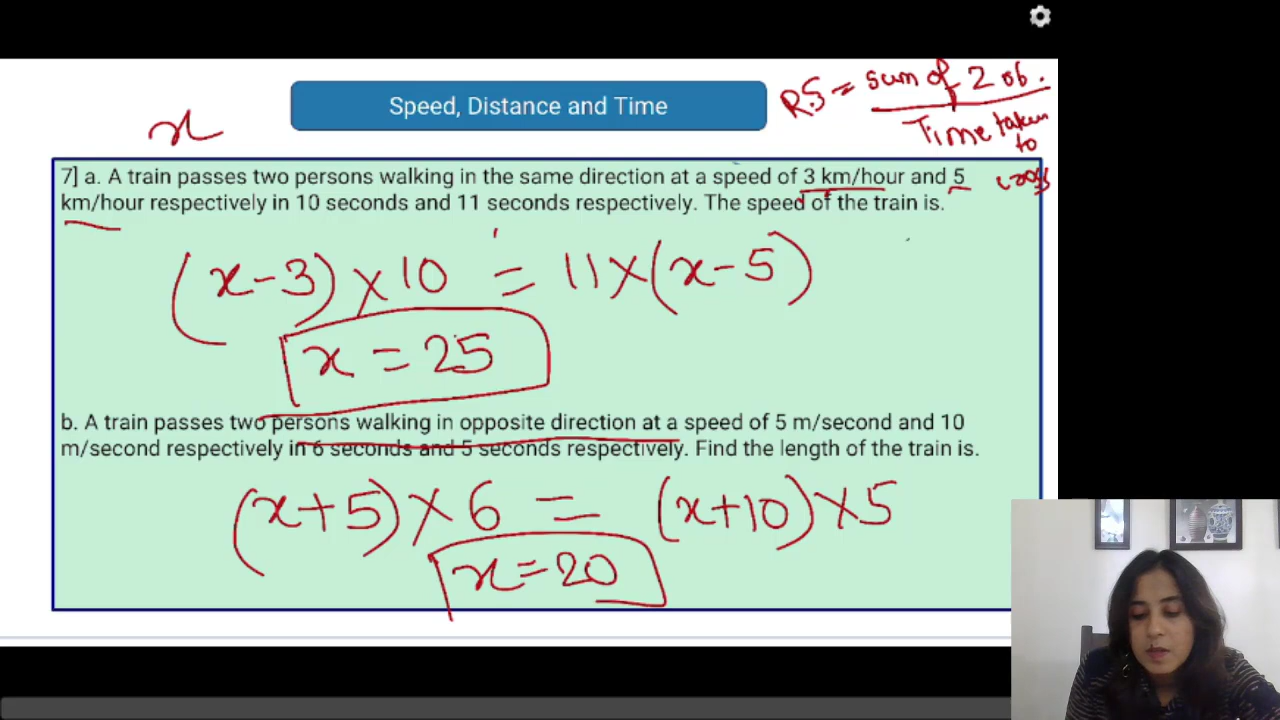 Speed, Distance and Time
R.S = sum of 2 ob.
Time taken
to
cross
x
7] a. A train passes two persons walking in the same direction at a speed of 3 km/hour and 5
km/hour respectively in 10 seconds and 11 seconds respectively. The speed of the train is.
(x-3) × 10 = 11 × (x-5)
x = 25
b. A train passes two persons walking in opposite direction at a speed of 5 m/second and 10
m/second respectively in 6 seconds and 5 seconds respectively. Find the length of the train is.
(x+5) × 6 = (x+10) × 5
x = 20